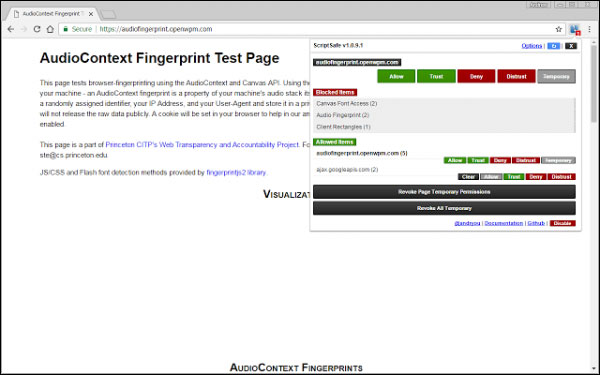 AudioContext Fingerprint T
https://audiofingerprint.openwpm.com
Secure
AudioContext Fingerprint Test Page
This page tests browser-fingerprinting using the AudioContext and Canvas API. Using the
your machine - an AudioContext fingerprint is a property of your machine's audio stack its
a randomly assigned identifier, your IP Address, and your User-Agent and store it in a pri
will not release the raw data publicly. A cookie will be set in your browser to help in our an
enabled.
This page is a part of Princeton CITP's Web Transparency and Accountability Project. Fo
ste@cs.princeton.edu.
JS/CSS and Flash font detection methods provided by fingerprintjs2 library.
VISUALIZAT
AUDIOCONTEXT FINGERPRINTS
ScriptSafe v1.0.9.1
Options | | X
audiofingerprint.openwpm.com
Allow Trust Deny Distrust Temporary
Blocked Items
Canvas Font Access (2)
Audio Fingerprint (2)
Client Rectangles (1)
Allowed Items
audiofingerprint.openwpm.com (5)
Allow Trust Deny Distrust Temporary
ajax.googleapis.com (2)
Clear Allow Trust Deny Distrust
Revoke Page Temporary Permissions
Revoke All Temporary
@andryou | Documentation | Github | Disable